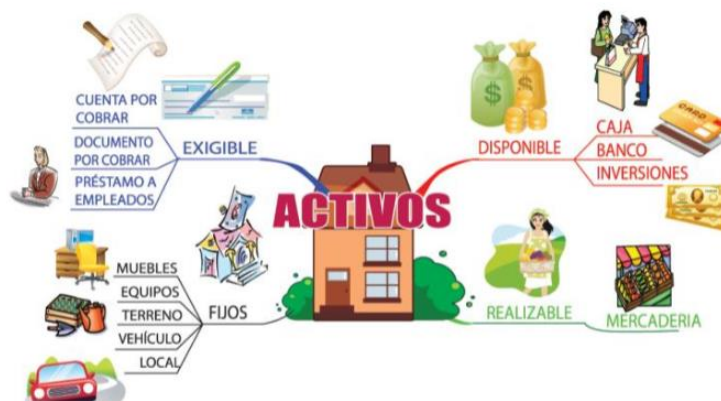 ACTIVOS
EXIGIBLE
CUENTA POR
COBRAR
DOCUMENTO
POR COBRAR
PRÉSTAMO A
EMPLEADOS
DISPONIBLE
CAJA
BANCO
INVERSIONES
FIJOS
MUEBLES
EQUIPOS
TERRENO
VEHÍCULO
LOCAL
REALIZABLE
MERCADERIA
$
$
CARD